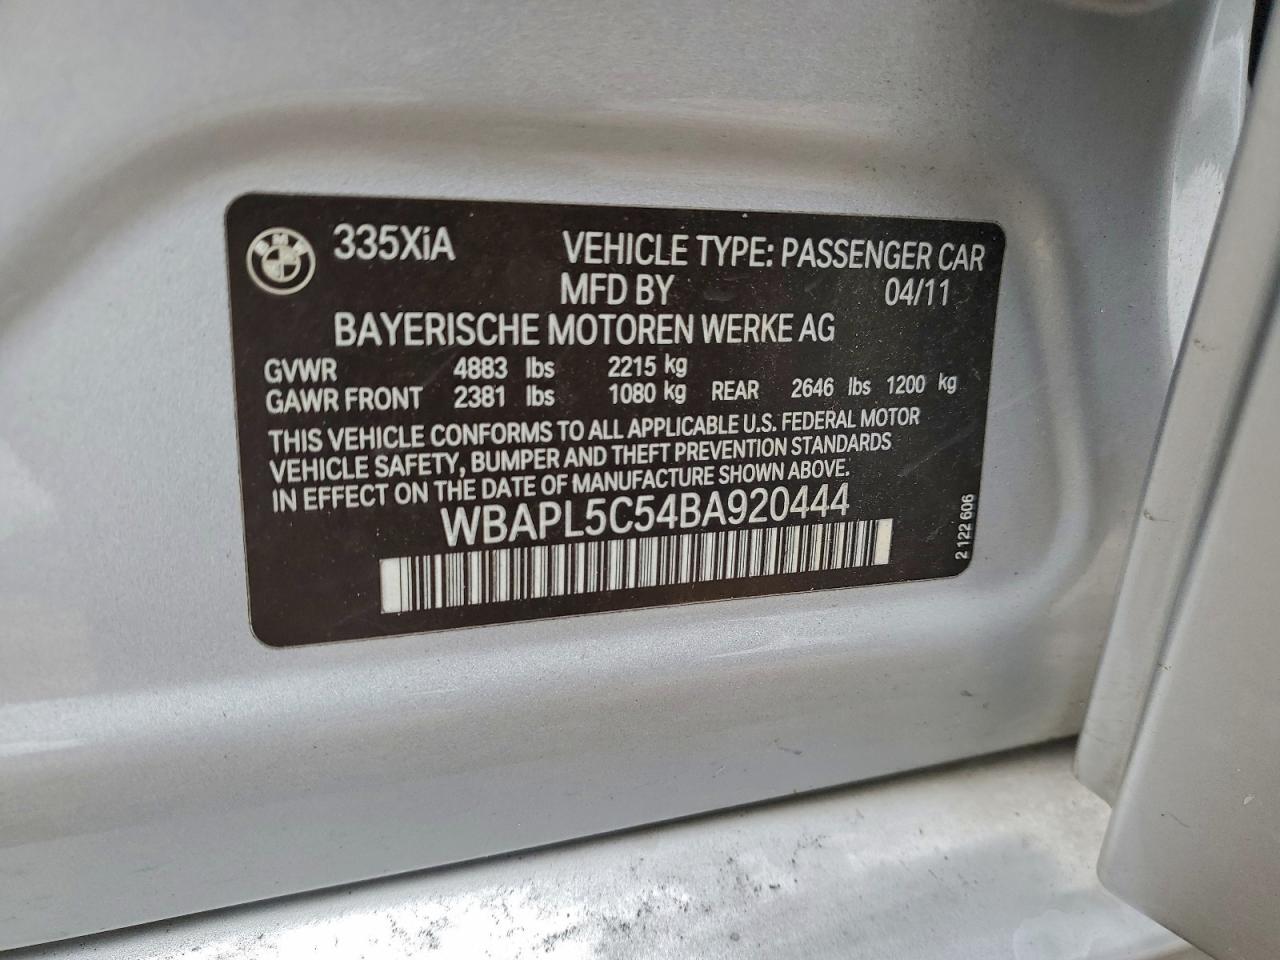 BMW
335XiA VEHICLE TYPE: PASSENGER CAR
MFD BY 04/11
BAYERISCHE MOTOREN WERKE AG
GVWR 4883 lbs 2215 kg
GAWR FRONT 2381 lbs 1080 kg REAR 2646 lbs 1200 kg
THIS VEHICLE CONFORMS TO ALL APPLICABLE U.S. FEDERAL MOTOR
VEHICLE SAFETY, BUMPER AND THEFT PREVENTION STANDARDS
IN EFFECT ON THE DATE OF MANUFACTURE SHOWN ABOVE.
WBAPL5C54BA920444
2 122 606